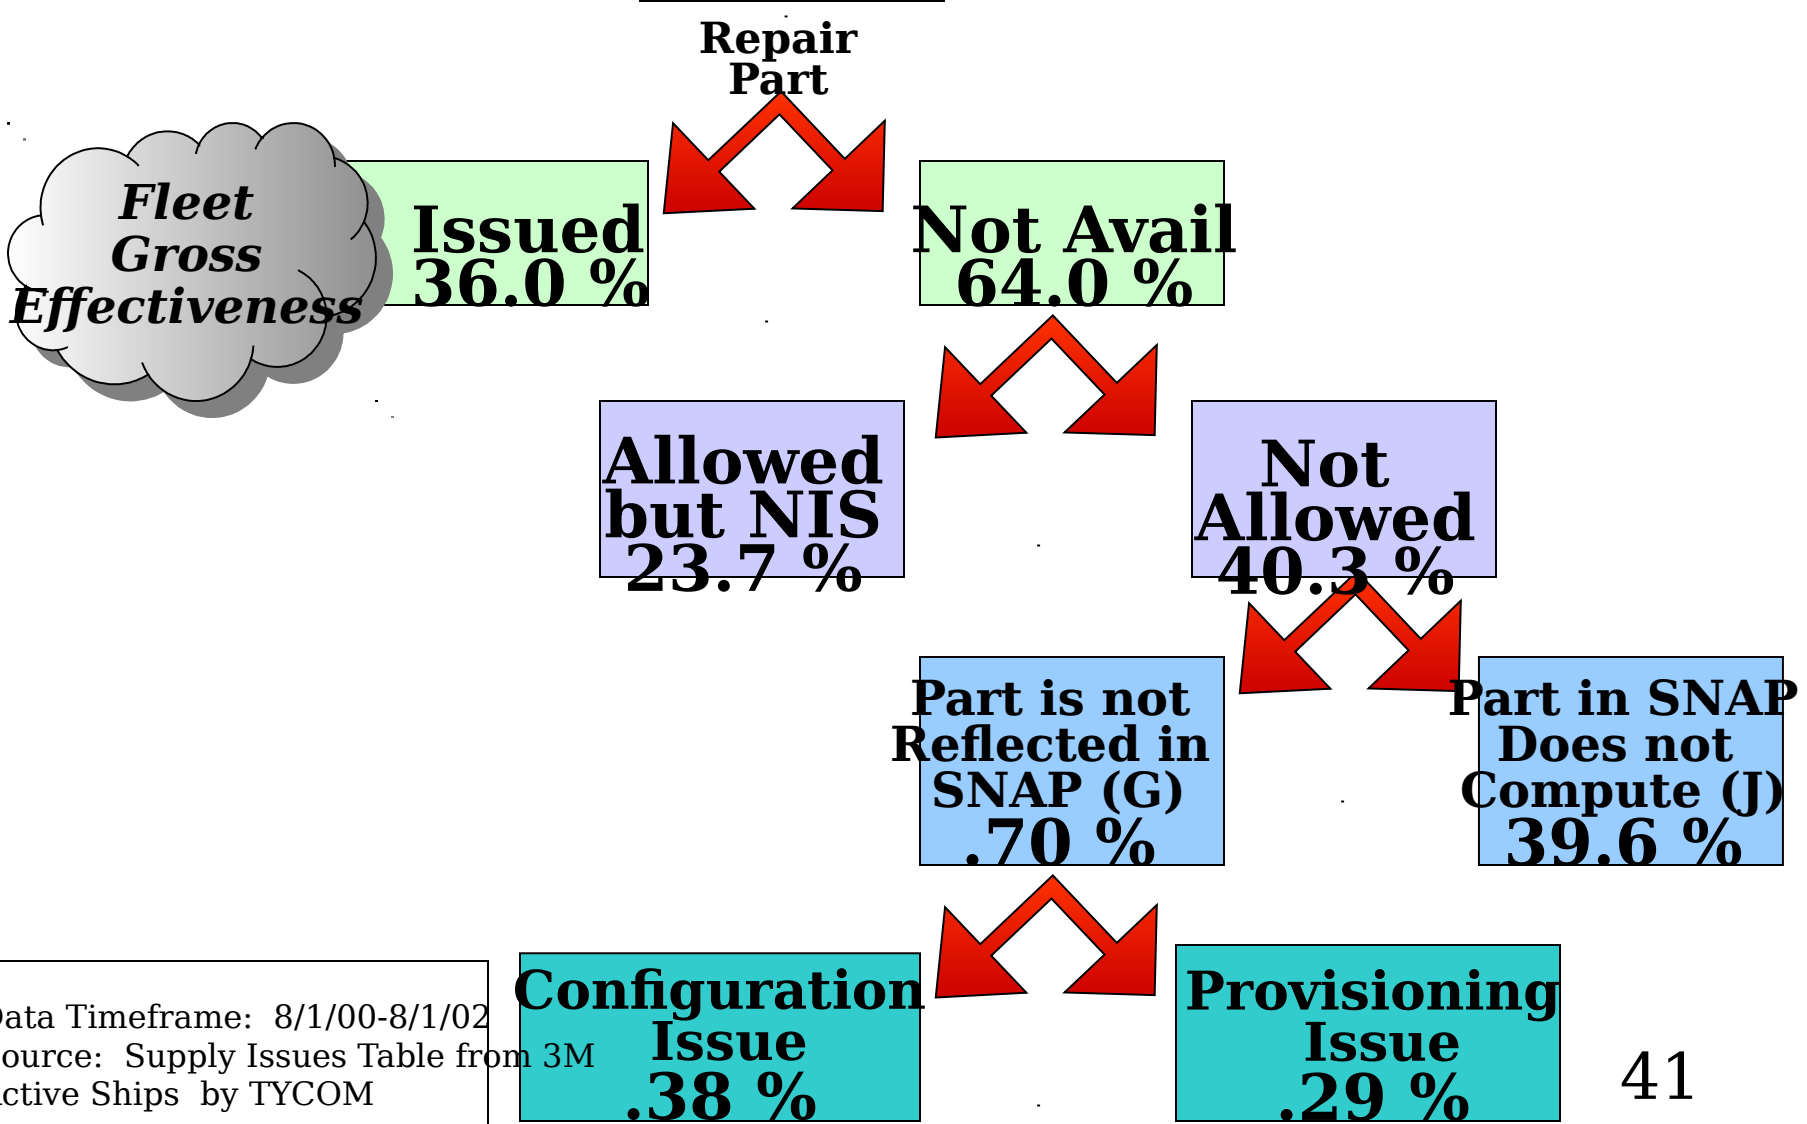 Repair
Part
Fleet
Gross
Effectiveness
Issued
36.0 %
Not Avail
64.0 %
Allowed
but NIS
23.7 %
Not
Allowed
40.3 %
Part is not
Reflected in
SNAP (G)
.70 %
Part in SNAP
Does not
Compute (J)
39.6 %
Configuration
Issue
.38 %
Provisioning
Issue
.29 %
Data Timeframe:  8/1/00-8/1/02
ource:  Supply Issues Table from 3M
ctive Ships  by TYCOM
41